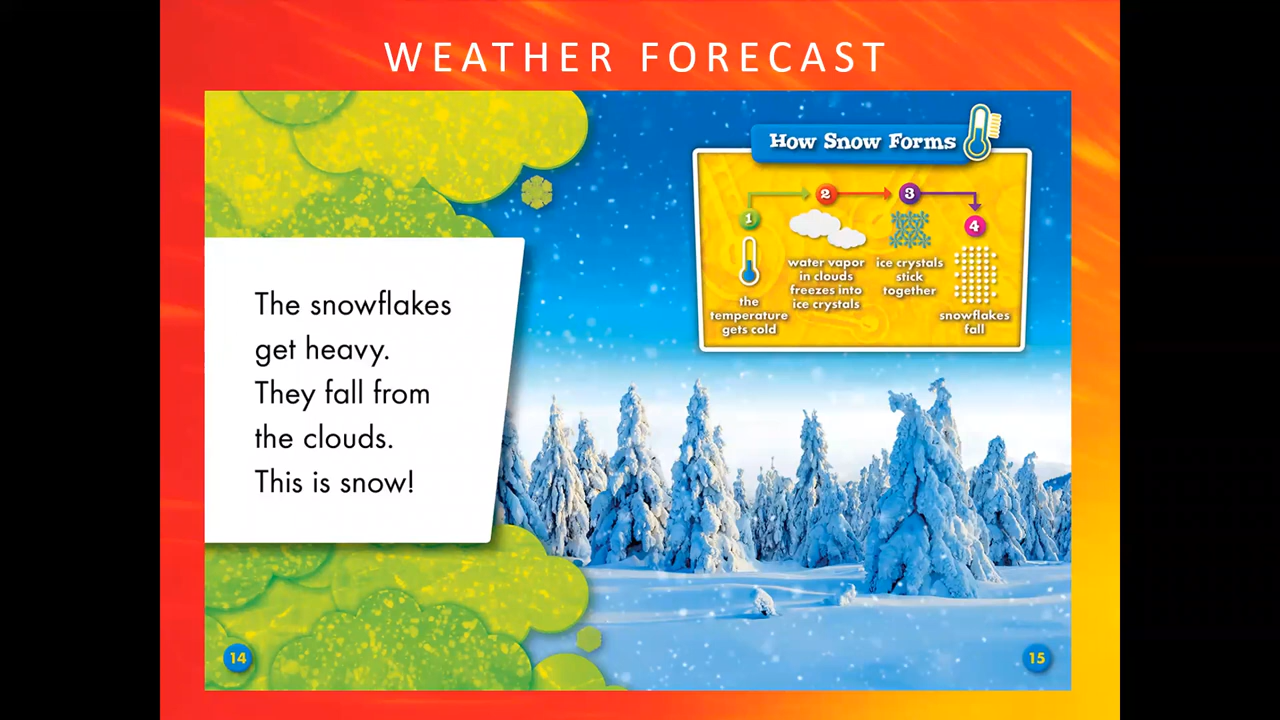 WEATHER FORECAST
The snowflakes
get heavy.
They fall from
the clouds.
This is snow!
14
How Snow Forms
1
the
temperature
gets cold
2
water vapor
in clouds
freezes into
ice crystals
3
ice crystals
stick
together
4
snowflakes
fall
15